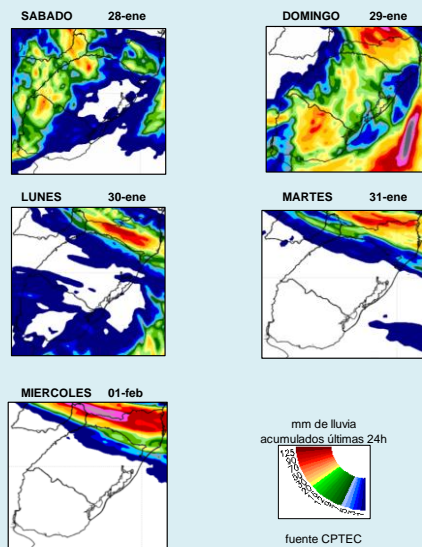 SABADO 28-ene
DOMINGO 29-ene
LUNES 30-ene
MARTES 31-ene
MIERCOLES 01-feb
mm de lluvia
acumulados últimas 24h
125
fuente CPTEC